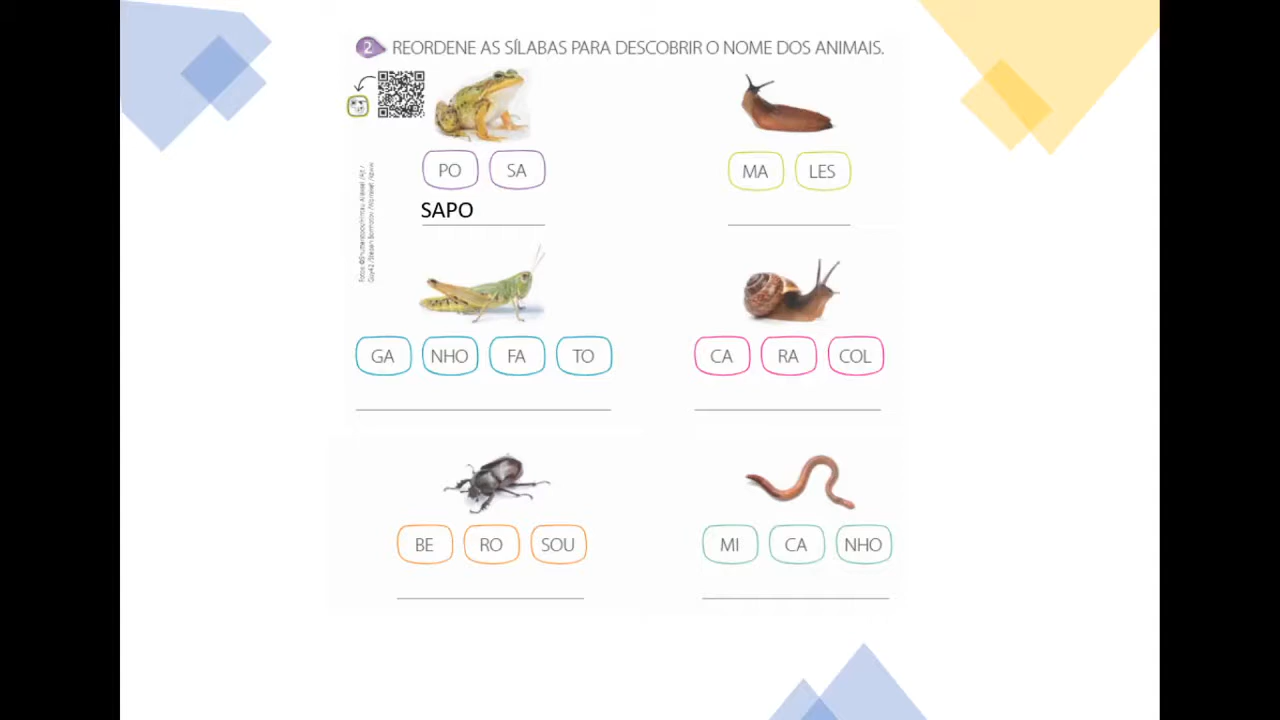 2 REORDENE AS SÍLABAS PARA DESCOBRIR O NOME DOS ANIMAIS.
PO SA
SAPO
MA LES
GA NHO FA TO
CA RA COL
BE RO SOU
MI CA NHO